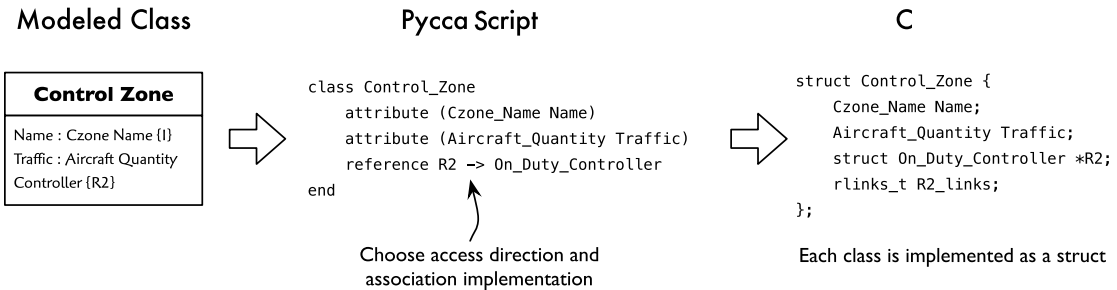 Modeled Class
Pycca Script
C
Control Zone
Name : Czone Name {I}
Traffic : Aircraft Quantity
Controller {R2}
class Control_Zone
    attribute (Czone_Name Name)
    attribute (Aircraft_Quantity Traffic)
    reference R2 -> On_Duty_Controller
end
Choose access direction and
association implementation
struct Control_Zone {
    Czone_Name Name;
    Aircraft_Quantity Traffic;
    struct On_Duty_Controller *R2;
    rlinks_t R2_links;
};
Each class is implemented as a struct